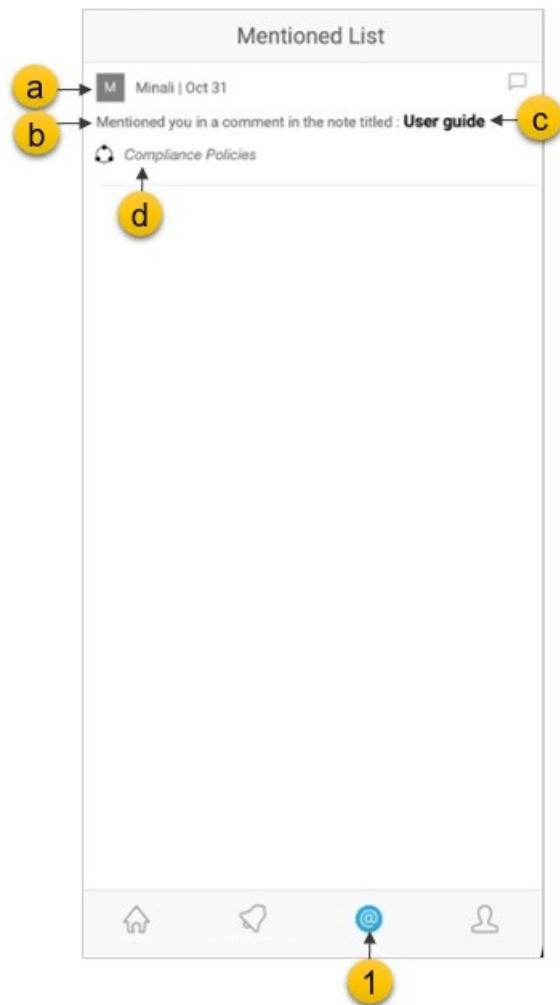 Mentioned List
a
M
Minali | Oct 31
b
Mentioned you in a comment in the note titled : User guide
c
Compliance Policies
d
@
1